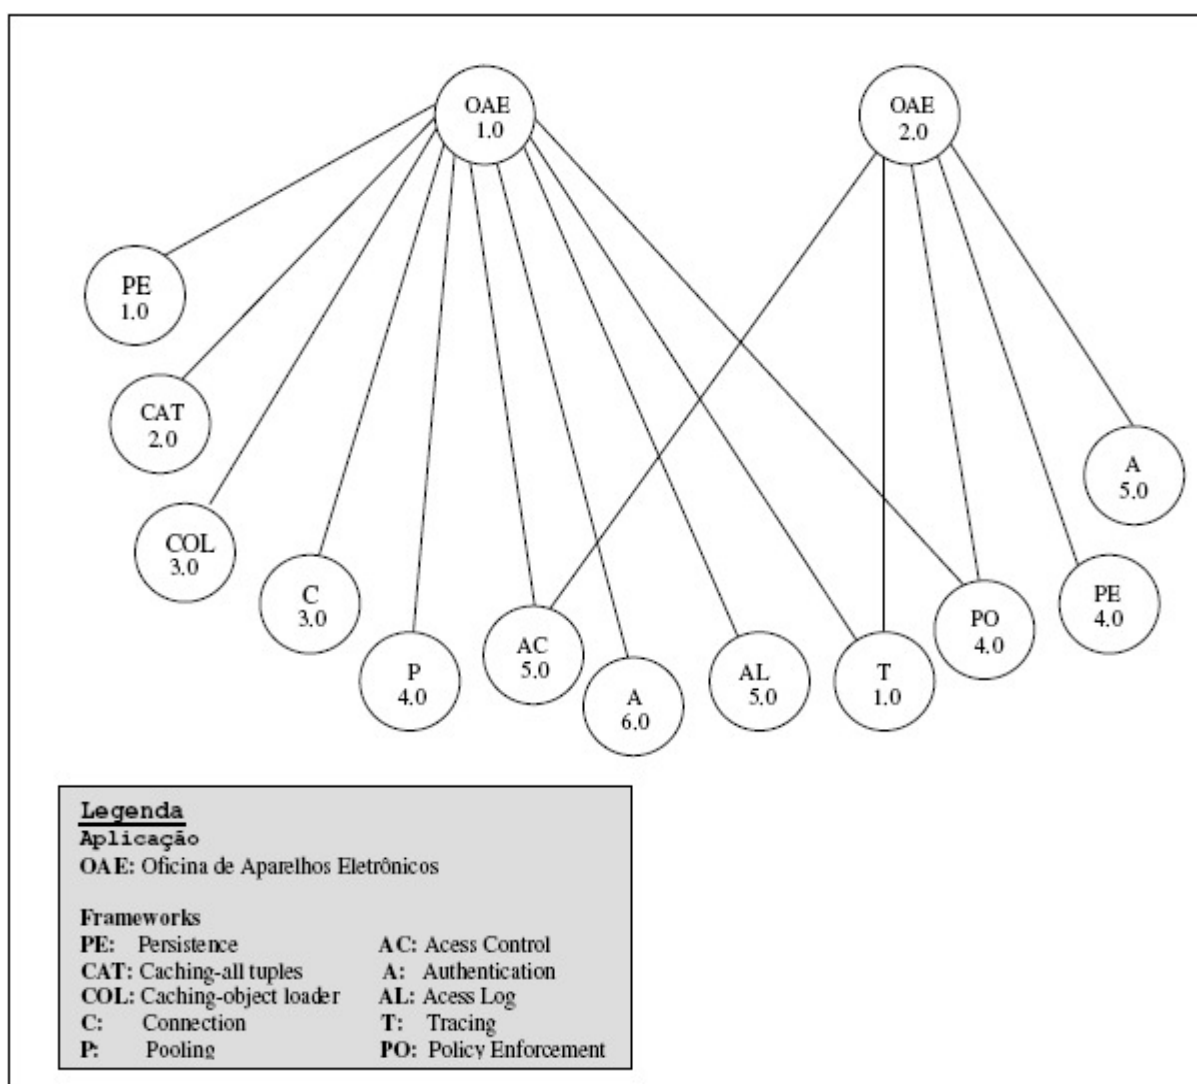 OAE
1.0
OAE
2.0
PE
1.0
CAT
2.0
COL
3.0
C
3.0
P
4.0
AC
5.0
A
6.0
AL
5.0
T
1.0
PO
4.0
PE
4.0
A
5.0
Legenda
Aplicação
OAE: Oficina de Aparelhos Eletrônicos
Frameworks
PE: Persistence
CAT: Caching-all tuples
COL: Caching-object loader
C: Connection
P: Pooling
AC: Acess Control
A: Authentication
AL: Acess Log
T: Tracing
PO: Policy Enforcement